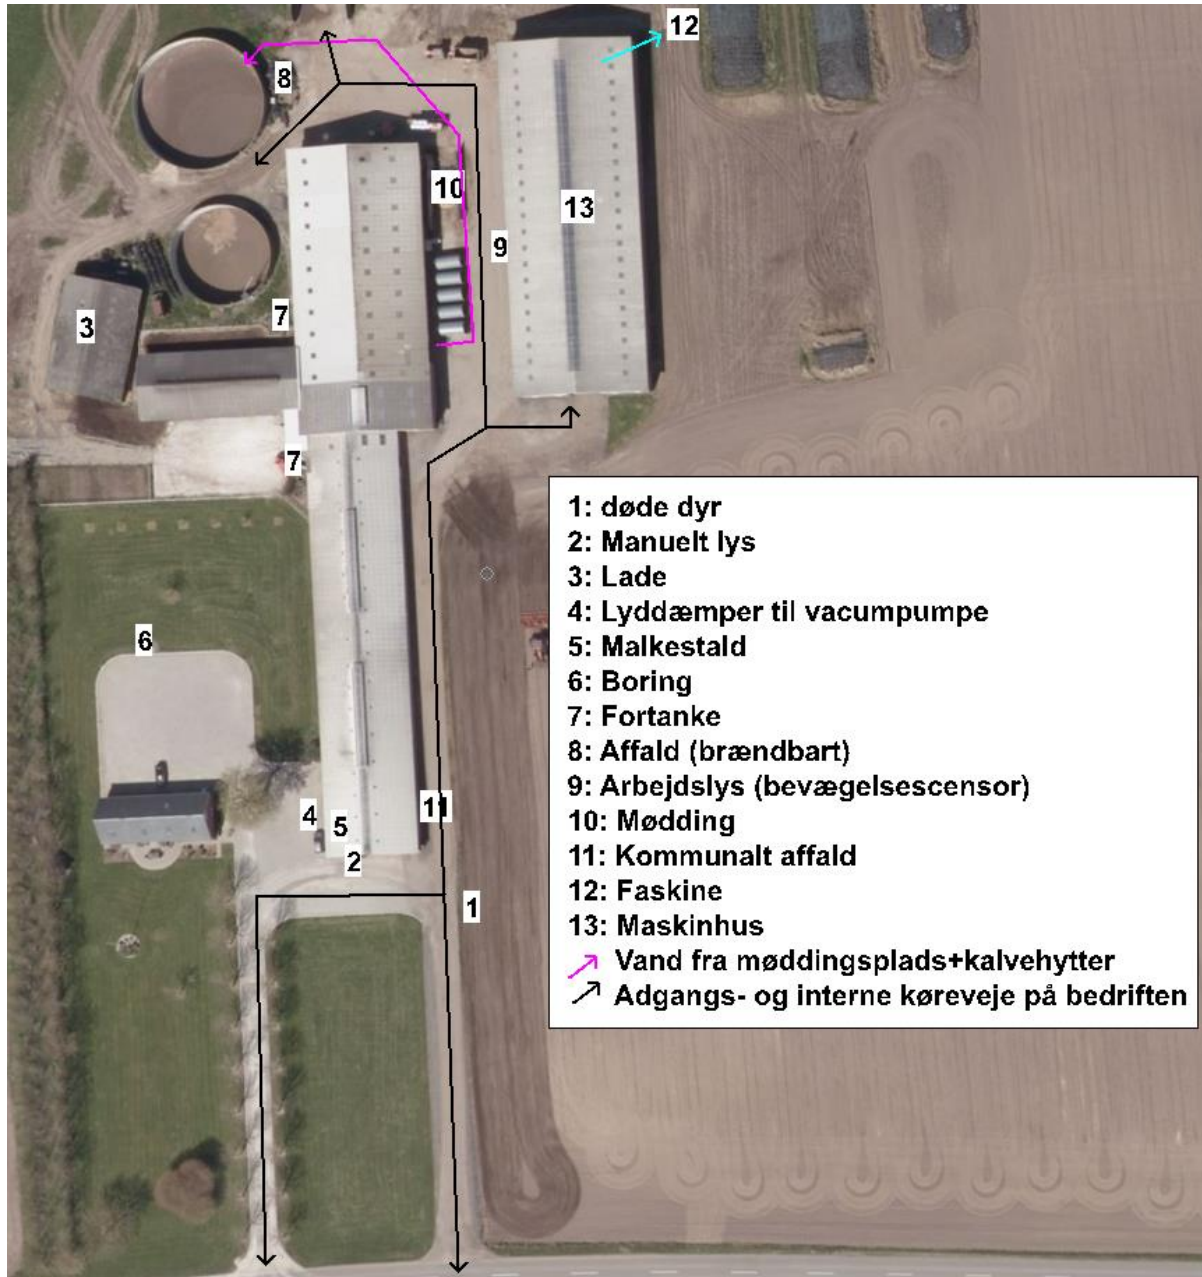 12
8
10
13
9
7
3
7
6
11
4
5
2
1
1: døde dyr
2: Manuelt lys
3: Lade
4: Lyddæmper til vacumpumpe
5: Malkestald
6: Boring
7: Fortanke
8: Affald (brændbart)
9: Arbejdslys (bevægelsescensor)
10: Mødding
11: Kommunalt affald
12: Faskine
13: Maskinhus
Vand fra møddingsplads+kalvehytter
Adgangs- og interne køreveje på bedriften